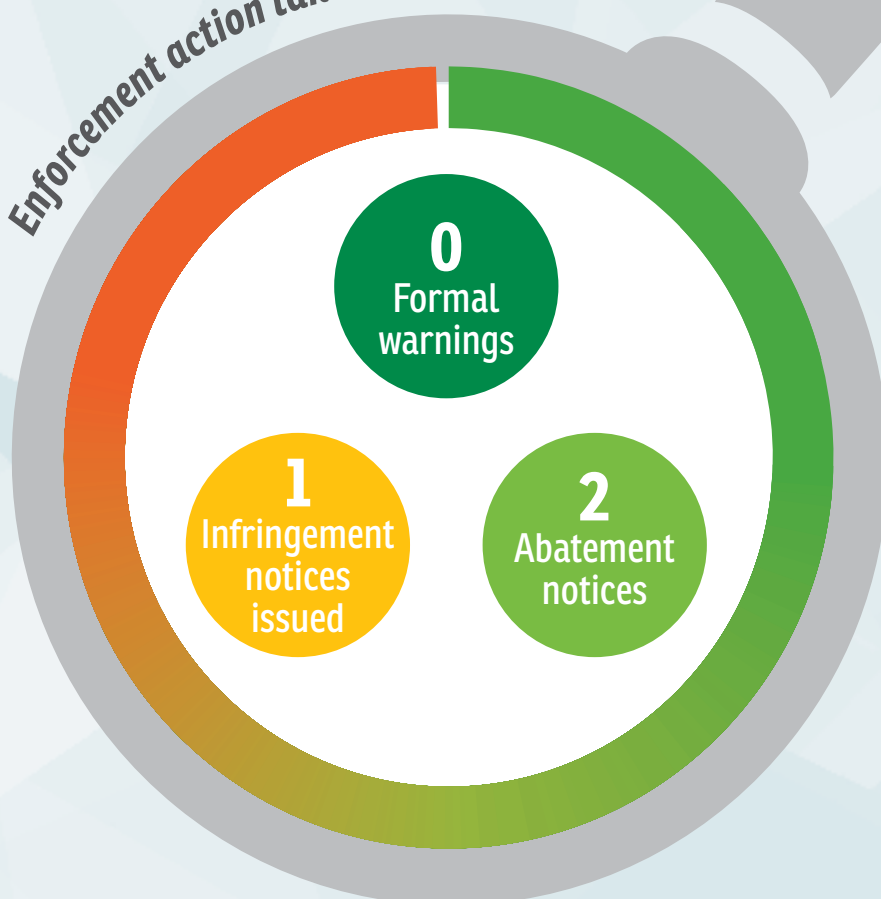 Enforcement action
0
Formal
warnings
1
Infringement
notices
issued
2
Abatement
notices